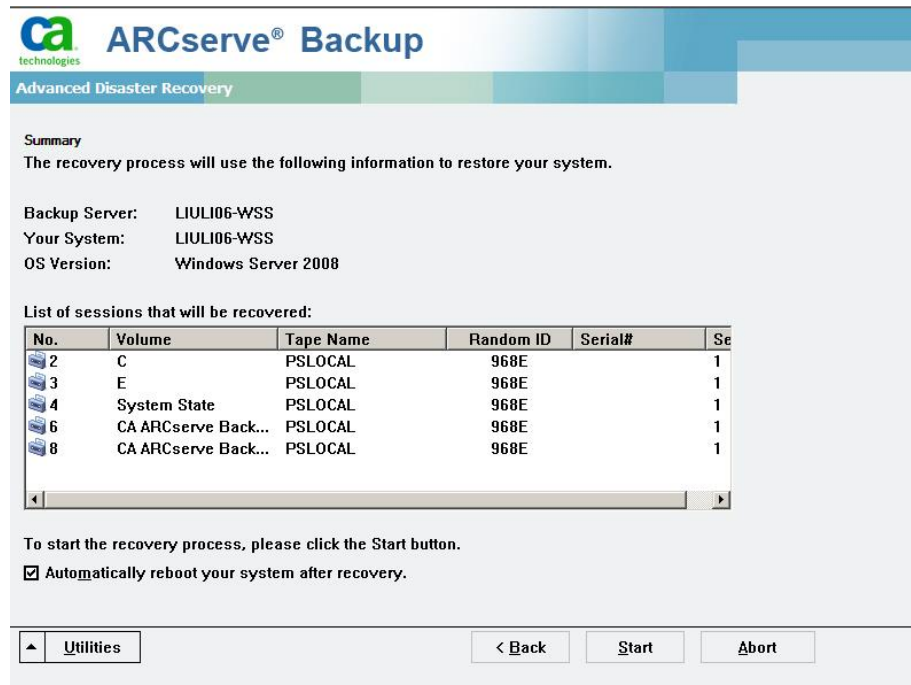 ca technologies
ARCserve® Backup
Advanced Disaster Recovery
Summary
The recovery process will use the following information to restore your system.
Backup Server: LIULI06-WSS
Your System: LIULI06-WSS
OS Version: Windows Server 2008
List of sessions that will be recovered:
No. Volume Tape Name Random ID Serial# Se
2 C PSLOCAL 968E 1
3 E PSLOCAL 968E 1
4 System State PSLOCAL 968E 1
6 CA ARCserve Back... PSLOCAL 968E 1
8 CA ARCserve Back... PSLOCAL 968E 1
To start the recovery process, please click the Start button.
Automatically reboot your system after recovery.
Utilities < Back Start Abort